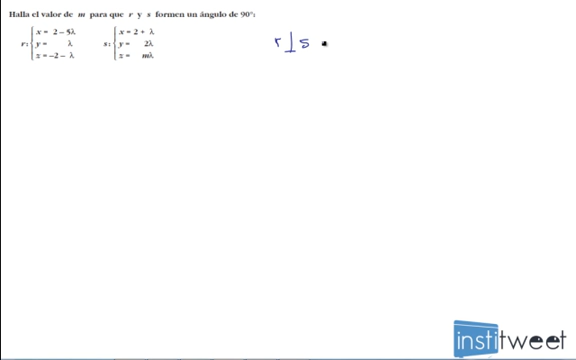 Halla el valor de m para que r y s formen un ángulo de 90°:
r: { x = 2 – 5λ
y = λ
z = –2 – λ
s: { x = 2 + λ
y = 2λ
z = mλ
r ⊥ s
institweet